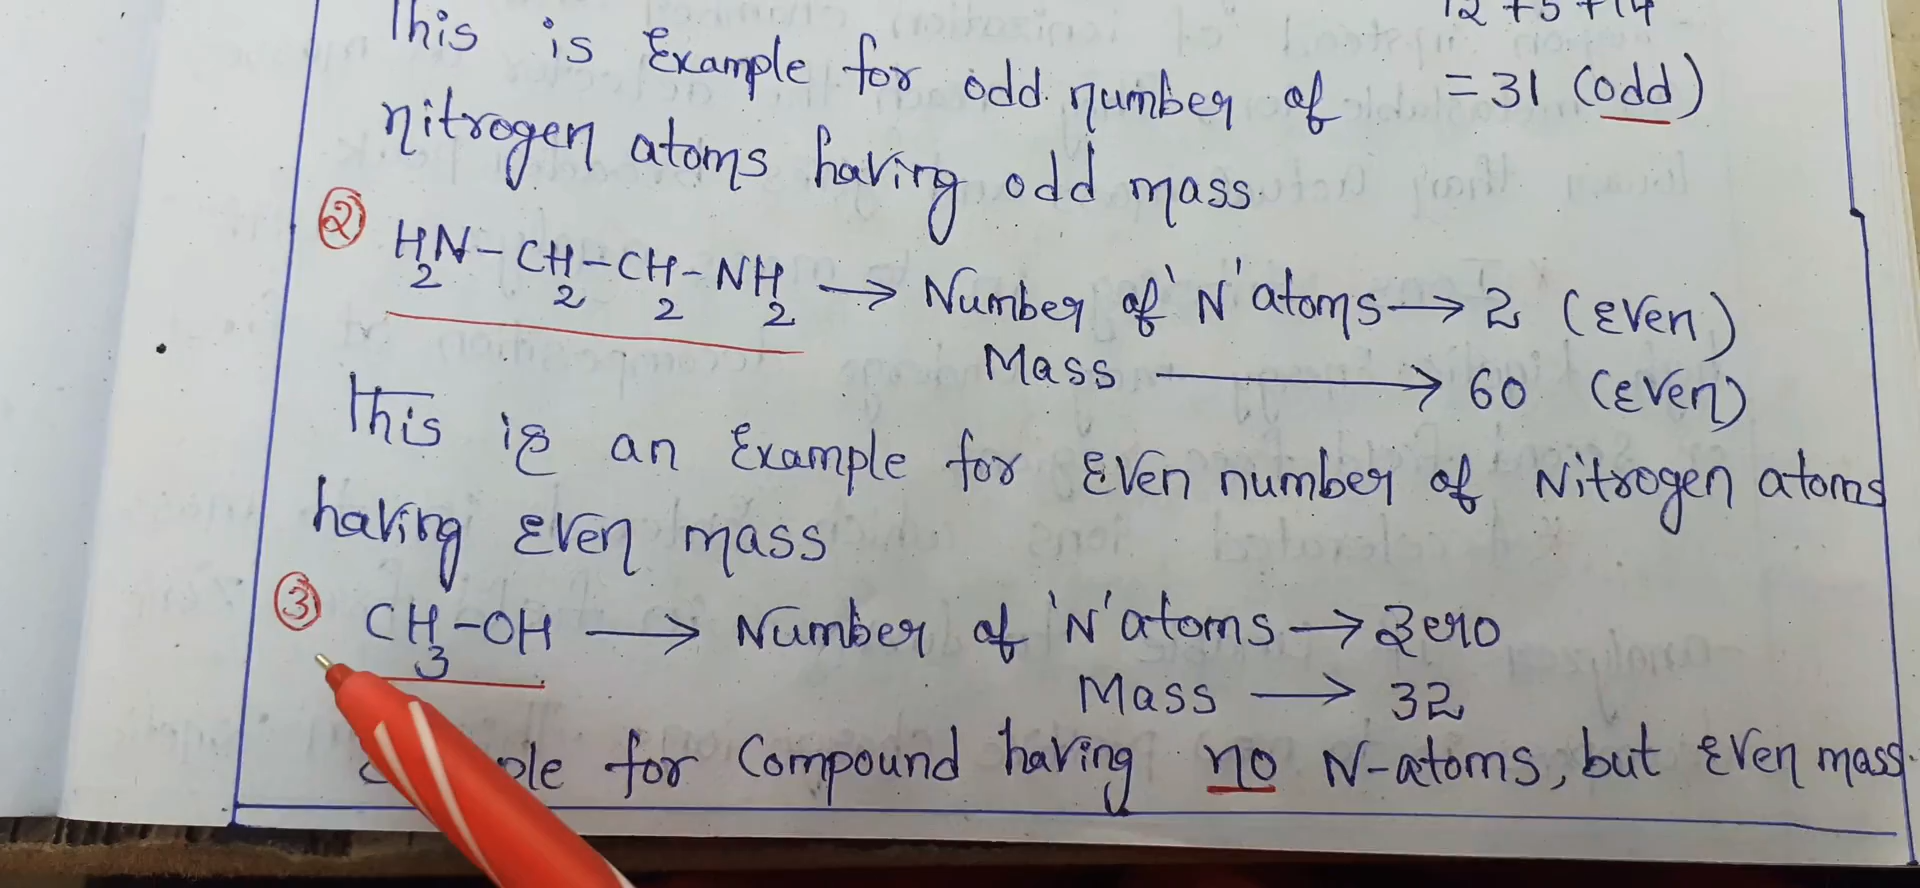 12 + 5 + 14
This is Example for odd number of = 31 (odd)
nitrogen atoms having odd mass
② H2N-CH2-CH2-NH2 → Number of 'N' atoms → 2 (Even)
Mass → 60 (Even)
This is an Example for Even number of Nitrogen atoms
having Even mass
③ CH3-OH → Number of 'N' atoms → Zero
Mass → 32
for Compound having no N-atoms, but Even mass.